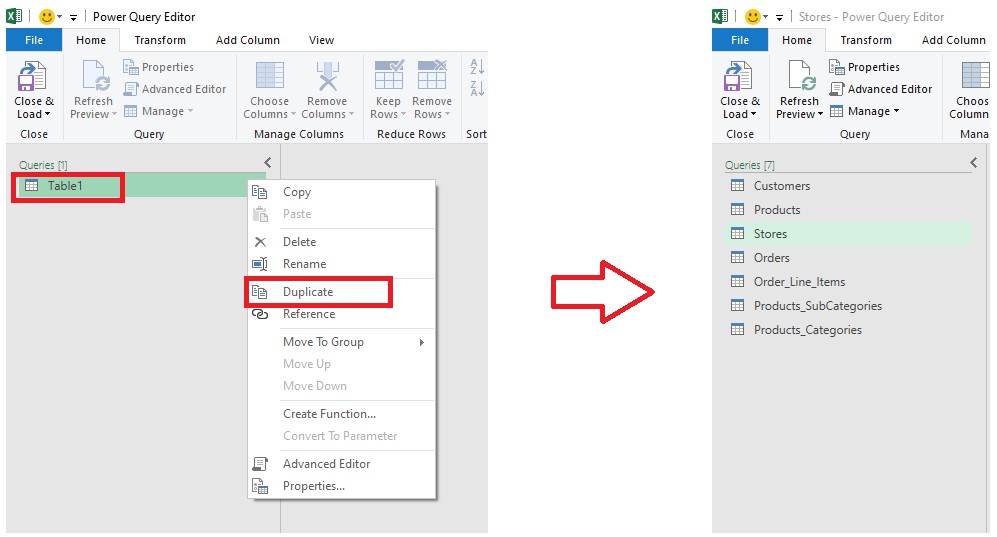 Power Query Editor
File Home Transform Add Column View
Close & Load
Refresh Preview
Properties
Advanced Editor
Manage
Choose Columns
Remove Columns
Keep Rows
Remove Rows
A
Z
Z
A
Close Query Manage Columns Reduce Rows Sort
Queries [1]
Table1
Copy
Paste
Delete
Rename
Duplicate
Reference
Move To Group
Move Up
Move Down
Create Function...
Convert To Parameter
Advanced Editor
Properties...
Stores - Power Query Editor
File Home Transform Add Column
Close & Load
Refresh Preview
Properties
Advanced Editor
Manage
Choos
Column
Close Query Mana
Queries [7]
Customers
Products
Stores
Orders
Order_Line_Items
Products_SubCategories
Products_Categories